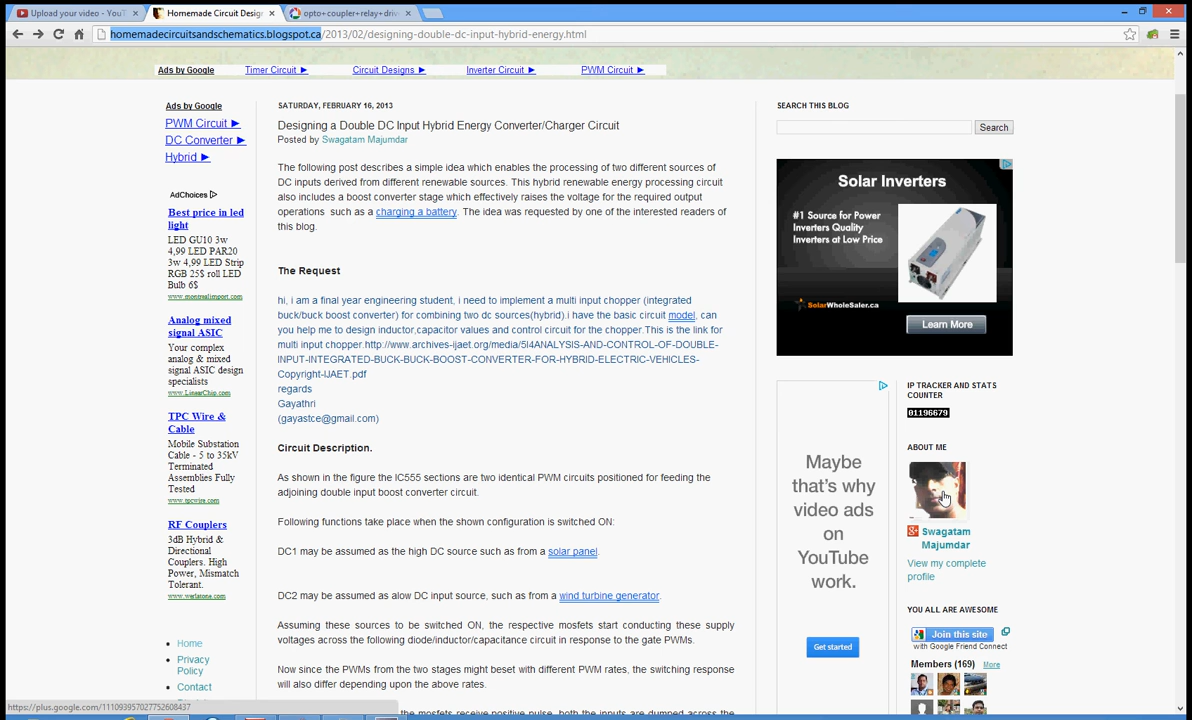 Upload your video - YouT
Homemade Circuit Desig
opto+coupler+relay+driv
homemadecircuitsandschematics.blogspot.ca/2013/02/designing-double-dc-input-hybrid-energy.html
Ads by Google
Timer Circuit ►
Circuit Designs ►
Inverter Circuit ►
PWM Circuit ►
Ads by Google
PWM Circuit ►
DC Converter ►
Hybrid ►
AdChoices
Best price in led
light
LED GU10 3w
4,99 LED PAR20
3w 4,99 LED Strip
RGB 25$ roll LED
Bulb 6$
www.montrealimport.com
Analog mixed
signal ASIC
Your complex
analog & mixed
signal ASIC design
specialists
www.LinearChip.com
TPC Wire &
Cable
Mobile Substation
Cable - 5 to 35kV
Terminated
Assemblies Fully
Tested
www.tpcwire.com
RF Couplers
3dB Hybrid &
Directional
Couplers. High
Power, Mismatch
Tolerant.
www.werlatone.com
Home
Privacy
Policy
Contact
SATURDAY, FEBRUARY 16, 2013
Designing a Double DC Input Hybrid Energy Converter/Charger Circuit
Posted by Swagatam Majumdar
The following post describes a simple idea which enables the processing of two different sources of
DC inputs derived from different renewable sources. This hybrid renewable energy processing circuit
also includes a boost converter stage which effectively raises the voltage for the required output
operations such as a charging a battery. The idea was requested by one of the interested readers of
this blog.
The Request
hi, i am a final year engineering student, i need to implement a multi input chopper (integrated
buck/buck boost converter) for combining two dc sources(hybrid).i have the basic circuit model, can
you help me to design inductor,capacitor values and control circuit for the chopper.This is the link for
multi input chopper.http://www.archives-ijaet.org/media/5I4ANALYSIS-AND-CONTROL-OF-DOUBLE-
INPUT-INTEGRATED-BUCK-BUCK-BOOST-CONVERTER-FOR-HYBRID-ELECTRIC-VEHICLES-
Copyright-IJAET.pdf
regards
Gayathri
(gayastce@gmail.com)
Circuit Description.
As shown in the figure the IC555 sections are two identical PWM circuits positioned for feeding the
adjoining double input boost converter circuit.
Following functions take place when the shown configuration is switched ON:
DC1 may be assumed as the high DC source such as from a solar panel.
DC2 may be assumed as alow DC input source, such as from a wind turbine generator.
Assuming these sources to be switched ON, the respective mosfets start conducting these supply
voltages across the following diode/inductor/capacitance circuit in response to the gate PWMs.
Now since the PWMs from the two stages might beset with different PWM rates, the switching response
will also differ depending upon the above rates.
the mosfets receive positive pulse, both the inputs are dumped across the
SEARCH THIS BLOG
Search
Solar Inverters
#1 Source for Power
Inverters Quality
Inverters at Low Price
SolarWholeSaler.ca
Learn More
Maybe
that's why
video ads
on
YouTube
work.
Get started
IP TRACKER AND STATS
COUNTER
01196679
ABOUT ME
Swagatam
Majumdar
View my complete
profile
YOU ALL ARE AWESOME
Join this site
with Google Friend Connect
Members (169) More
https://plus.google.com/111093957027752608437